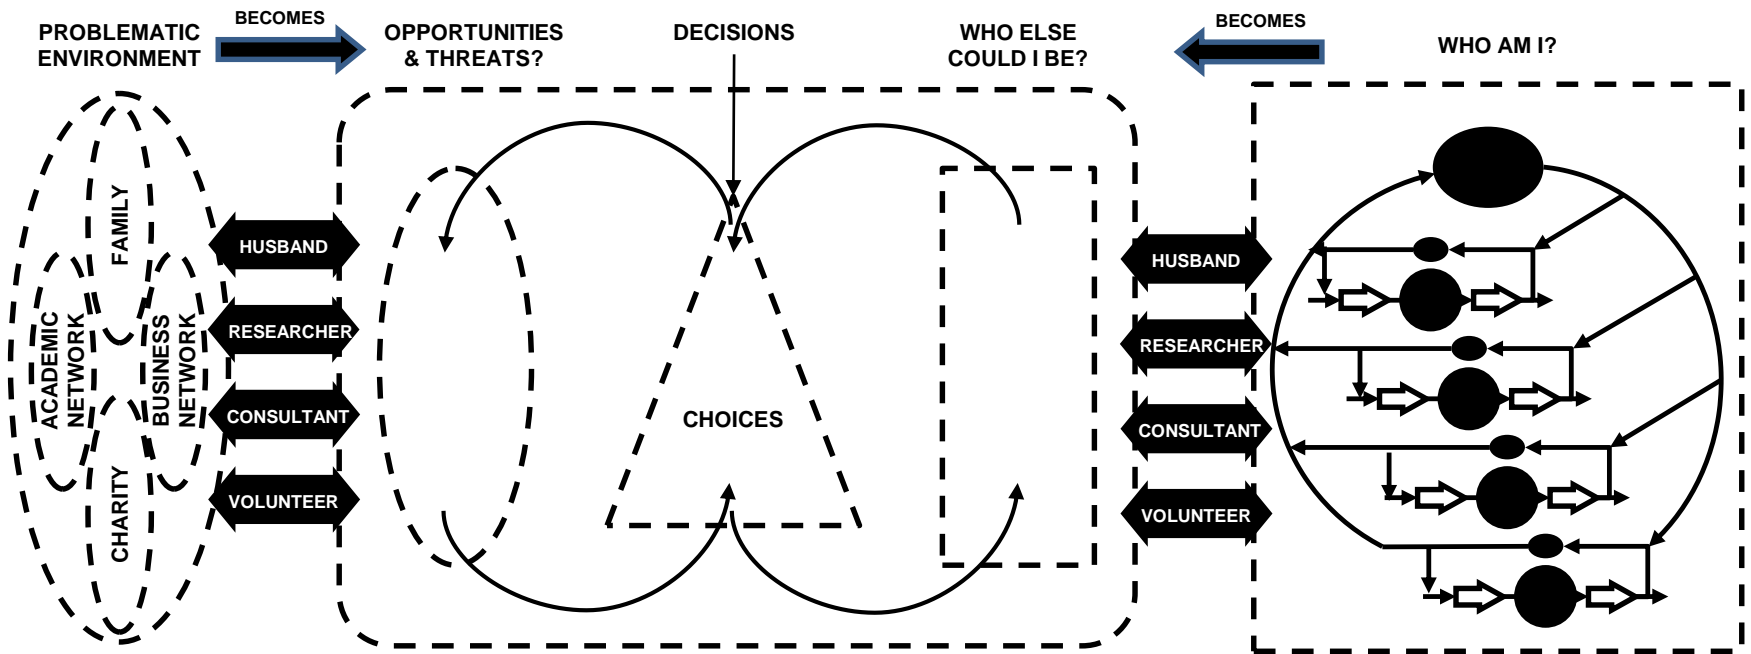 PROBLEMATIC
ENVIRONMENT
BECOMES
OPPORTUNITIES
& THREATS?
DECISIONS
WHO ELSE
COULD I BE?
BECOMES
WHO AM I?
FAMILY
ACADEMIC
NETWORK
BUSINESS
NETWORK
CHARITY
HUSBAND
RESEARCHER
CONSULTANT
VOLUNTEER
CHOICES
HUSBAND
RESEARCHER
CONSULTANT
VOLUNTEER